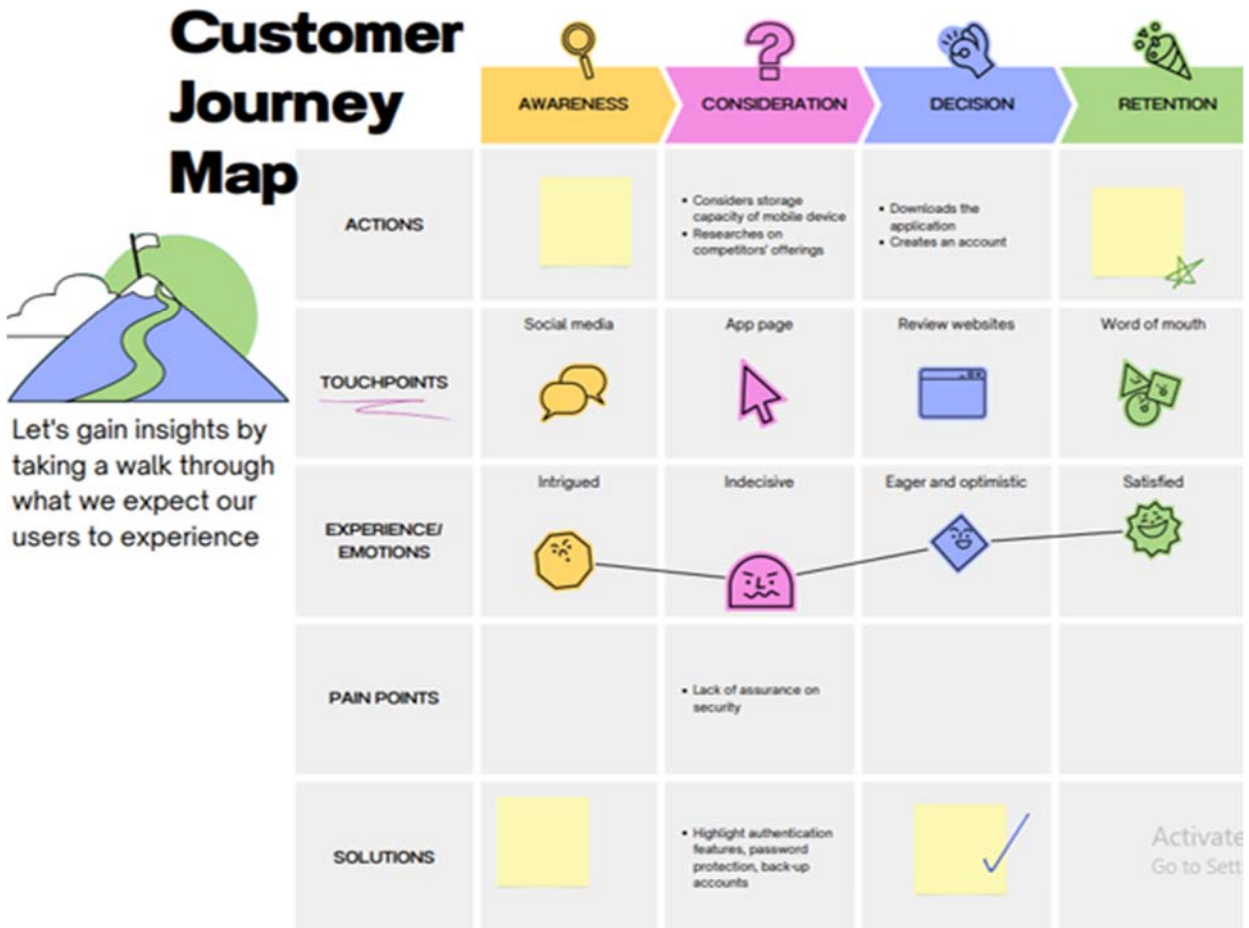 Customer
Journey
Map
AWARENESS
CONSIDERATION
DECISION
RETENTION
ACTIONS
▪ Considers storage
capacity of mobile device
▪ Researches on
competitors' offerings
▪ Downloads the
application
▪ Creates an account
TOUCHPOINTS
Social media
App page
Review websites
Word of mouth
Let's gain insights by
taking a walk through
what we expect our
users to experience
EXPERIENCE/
EMOTIONS
Intrigued
Indecisive
Eager and optimistic
Satisfied
PAIN POINTS
▪ Lack of assurance on
security
SOLUTIONS
▪ Highlight authentication
features, password
protection, back-up
accounts
Activate
Go to Sett